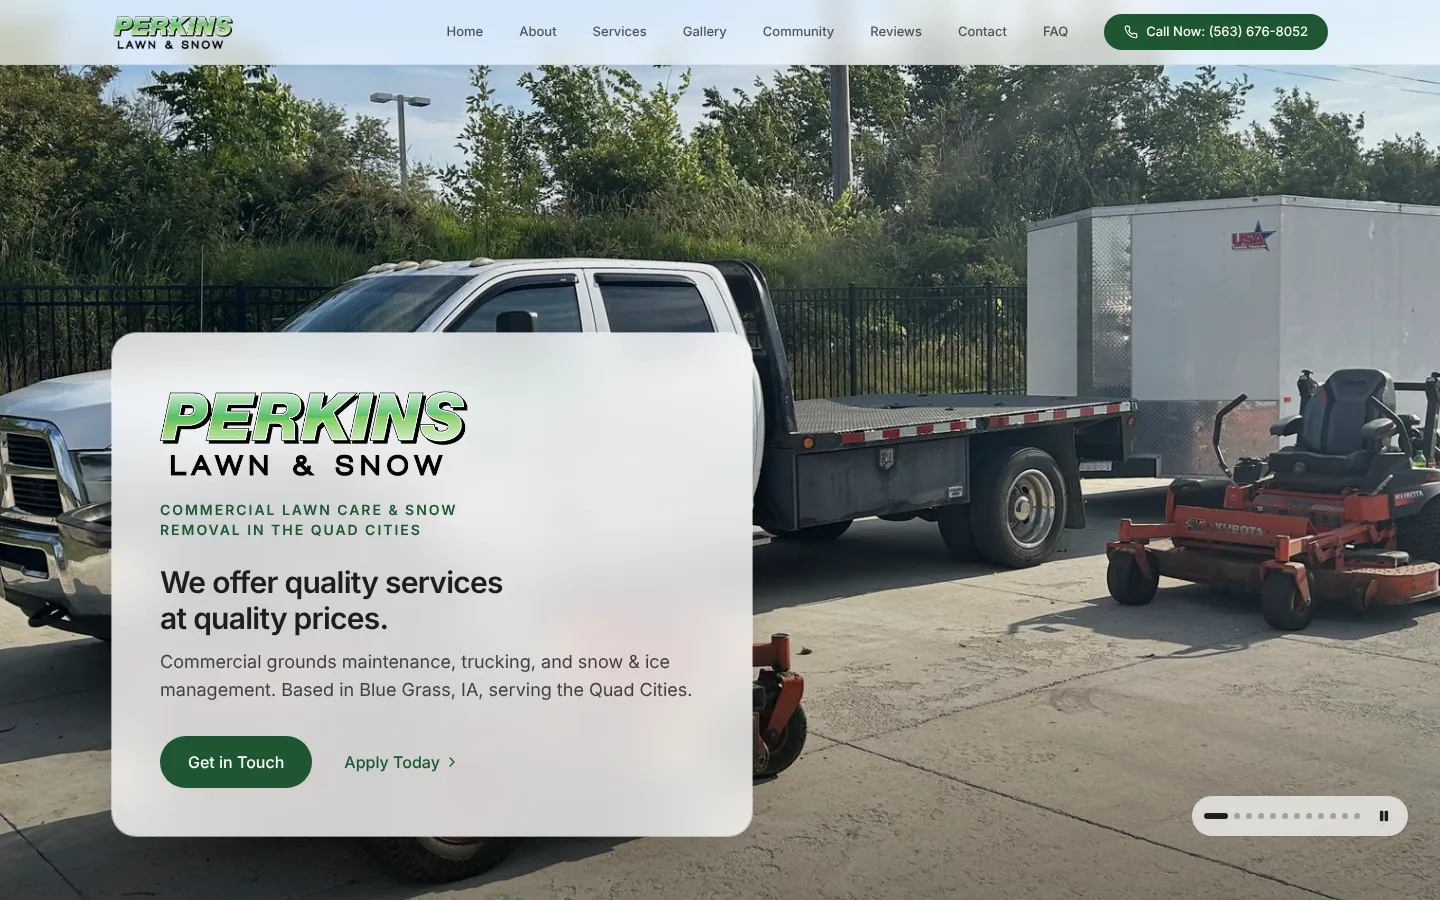 PERKINS
LAWN & SNOW
Home
About
Services
Gallery
Community
Reviews
Contact
FAQ
Call Now: (563) 676-8052
USA
PERKINS
LAWN & SNOW
COMMERCIAL LAWN CARE & SNOW
REMOVAL IN THE QUAD CITIES
We offer quality services
at quality prices.
Commercial grounds maintenance, trucking, and snow & ice
management. Based in Blue Grass, IA, serving the Quad Cities.
Get in Touch
Apply Today
KUBOTA
KUBOTA